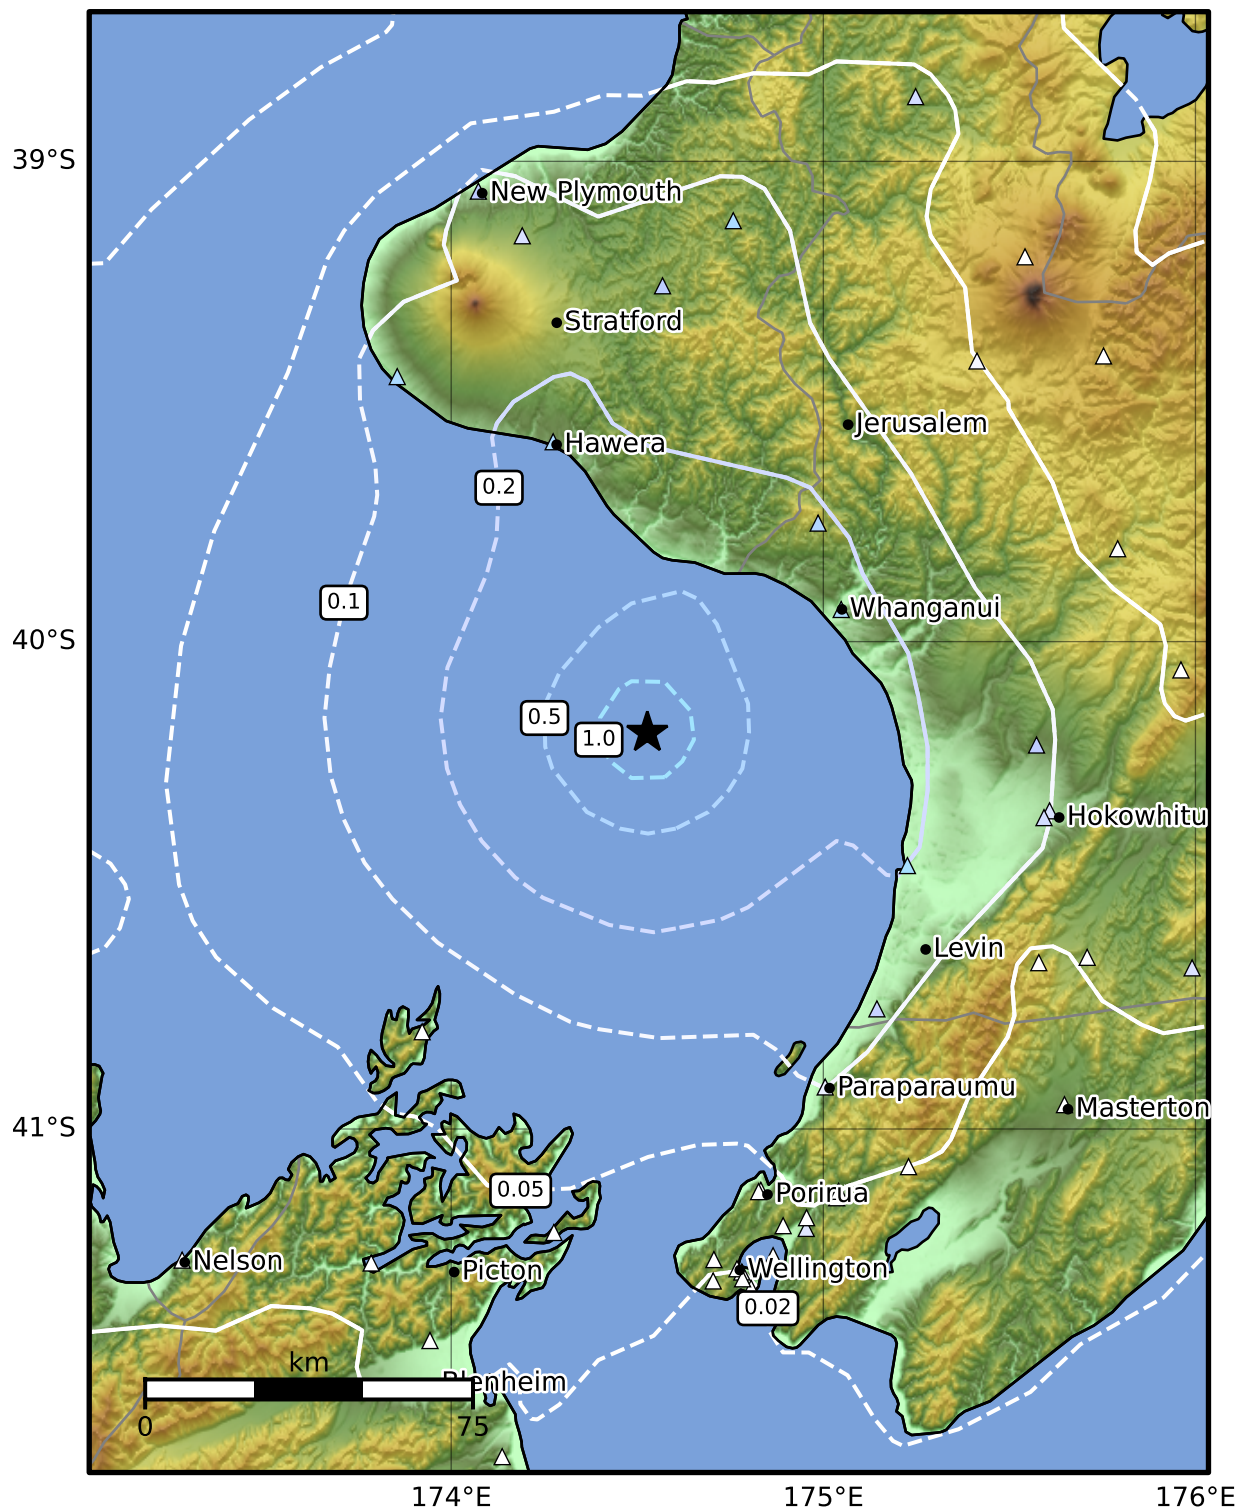 39°S
New Plymouth
Stratford
Jerusalem
Hawera
0.2
0.1
Whanganui
40°S
0.5
1.0
Hokowhitu
Levin
Paraparaumu
Masterton
41°S
0.05
Porirua
Nelson
Picton
Wellington
0.02
km
Blenheim
0
75
174°E
175°E
176°E